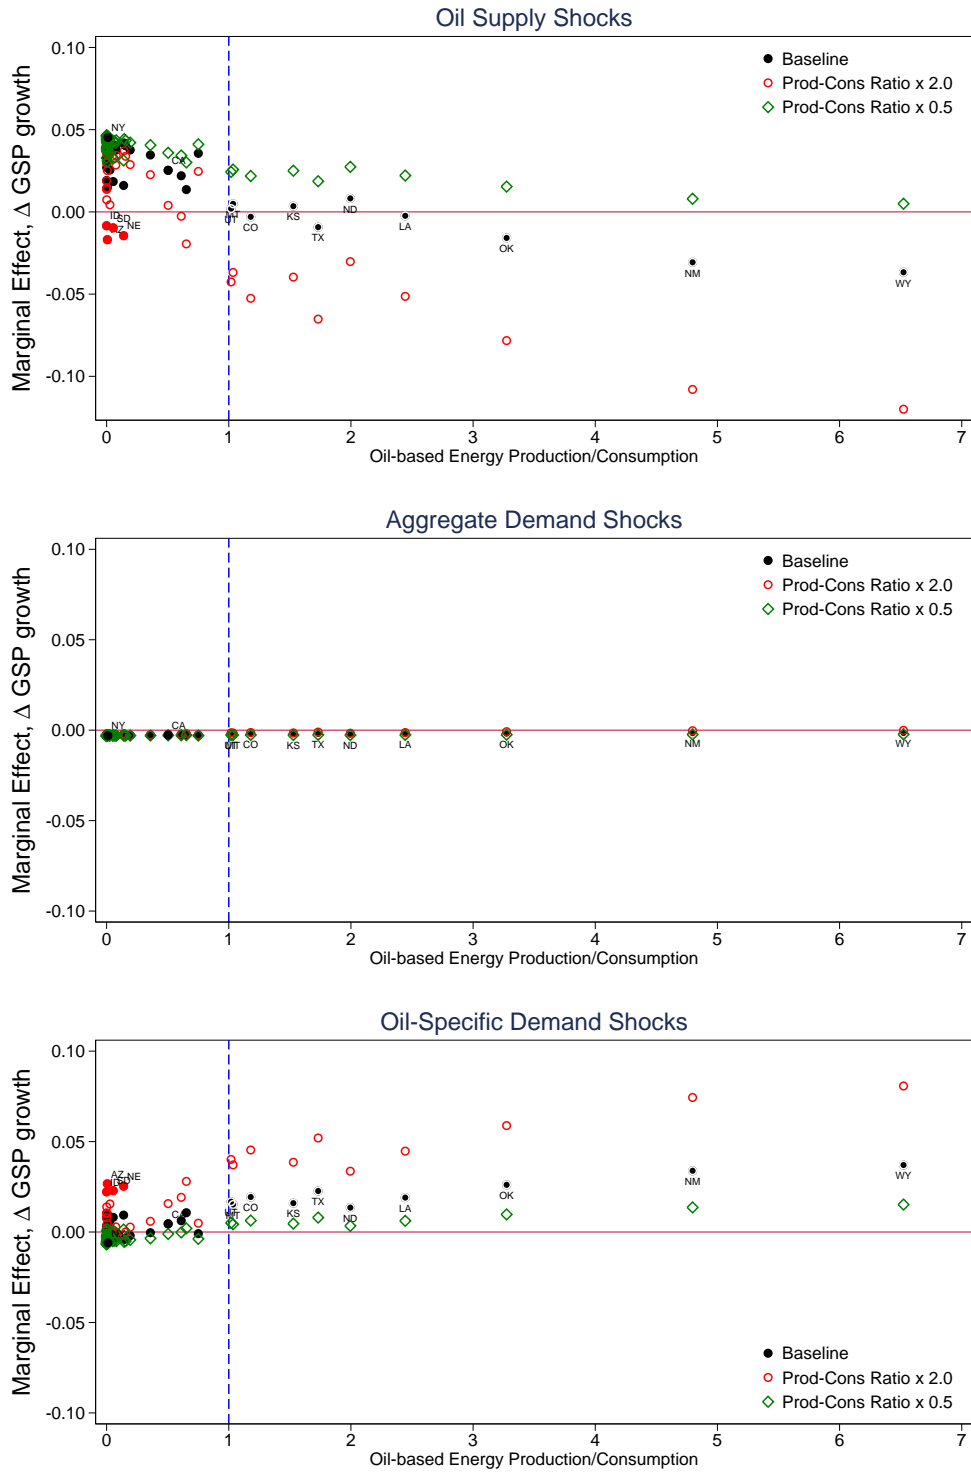 Oil Supply Shocks
Marginal Effect, Δ GSP growth
0.10
0.05
0.00
-0.05
-0.10
Baseline
Prod-Cons Ratio x 2.0
Prod-Cons Ratio x 0.5
NY
CA
ID
SD
NE
AZ
MT
UT
CO
KS
TX
ND
LA
OK
NM
WY
0 1 2 3 4 5 6 7
Oil-based Energy Production/Consumption
Aggregate Demand Shocks
Marginal Effect, Δ GSP growth
0.10
0.05
0.00
-0.05
-0.10
Baseline
Prod-Cons Ratio x 2.0
Prod-Cons Ratio x 0.5
NY
CA
UT
MT
CO
KS
TX
ND
LA
OK
NM
WY
0 1 2 3 4 5 6 7
Oil-based Energy Production/Consumption
Oil-Specific Demand Shocks
Marginal Effect, Δ GSP growth
0.10
0.05
0.00
-0.05
-0.10
AZ
NE
ID
SD
CA
UT
MT
CO
KS
TX
ND
LA
OK
NM
WY
Baseline
Prod-Cons Ratio x 2.0
Prod-Cons Ratio x 0.5
0 1 2 3 4 5 6 7
Oil-based Energy Production/Consumption